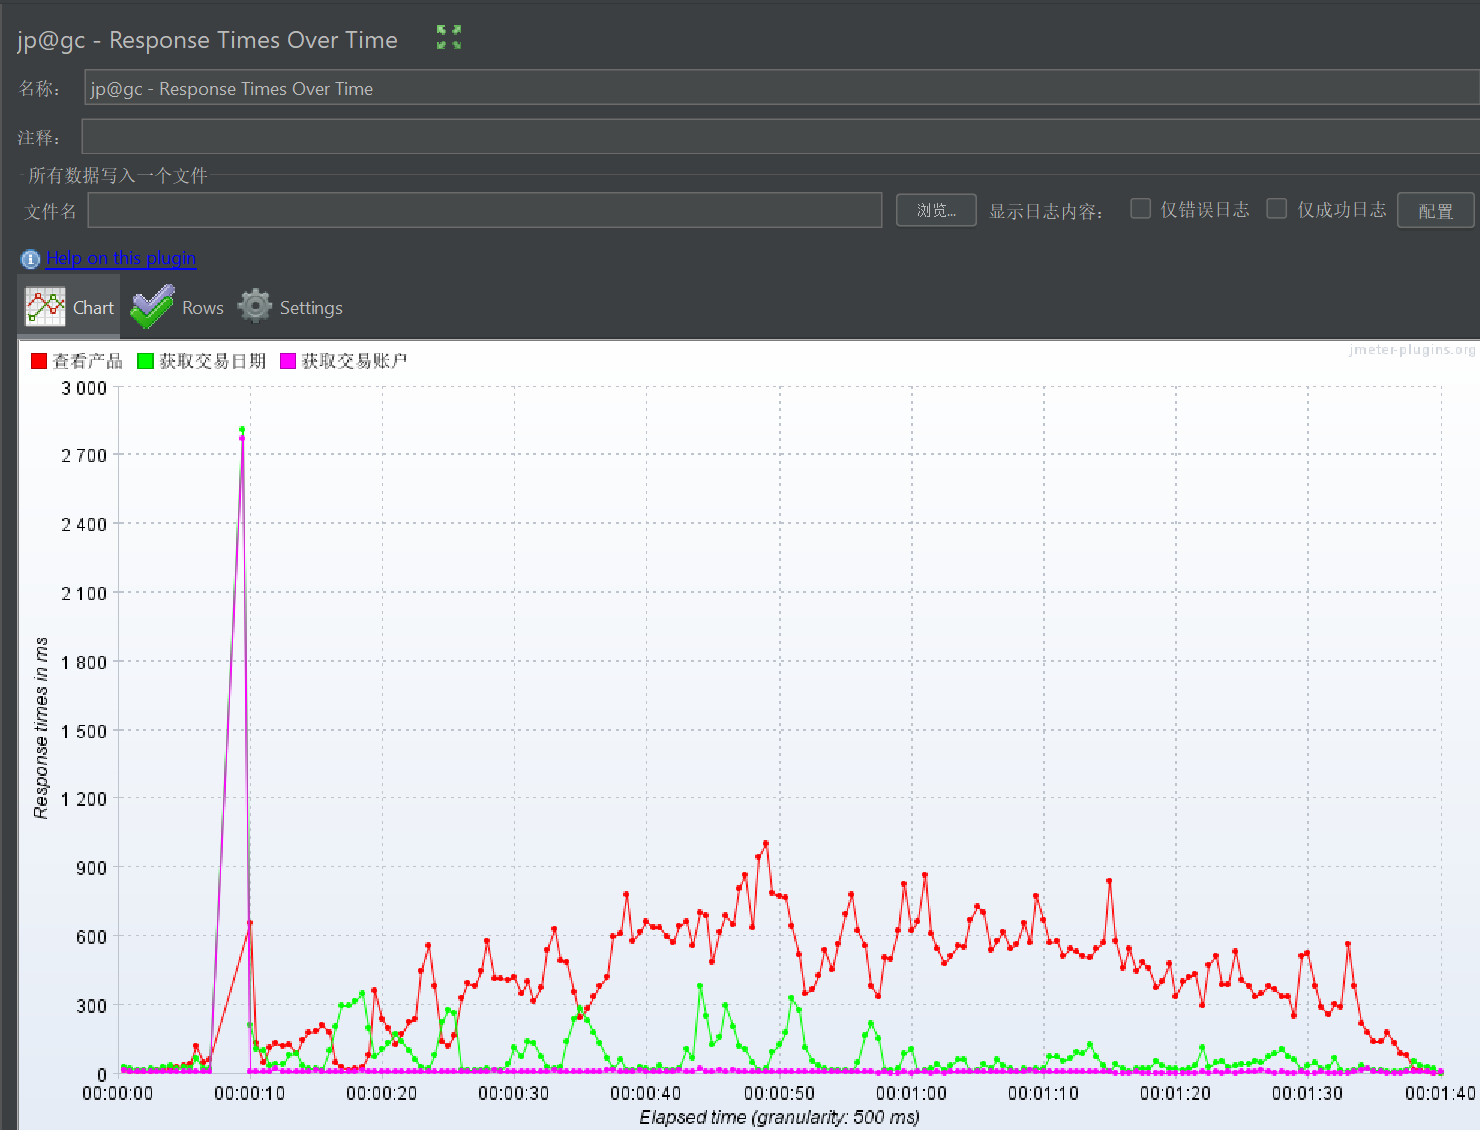 jp@gc - Response Times Over Time
名称： jp@gc - Response Times Over Time
注释：
所有数据写入一个文件
文件名 浏览... 显示日志内容： 仅错误日志 仅成功日志 配置
Help on this plugin
Chart Rows Settings
jmeter-plugins.org
查看产品 获取交易日期 获取交易账户
3 000
2 700
2 400
2 100
1 800
1 500
1 200
900
600
300
0
Response times in ms
00:00:00 00:00:10 00:00:20 00:00:30 00:00:40 00:00:50 00:01:00 00:01:10 00:01:20 00:01:30 00:01:40
Elapsed time (granularity: 500 ms)